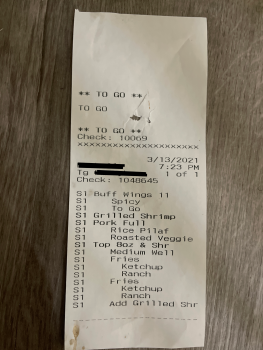 ** TO GO **
TO GO
** TO GO **
Check: 10069
xxxxxxxxxxxxxxxxxxxxx
3/13/2021
7:23 PM
Tg 1 of 1
Check: 1048645
S1 Buff Wings 11
S1 Spicy
S1 To Go
S1 Grilled Shrimp
S1 Pork Full
S1 Rice Pilaf
S1 Roasted Veggie
S1 Top 8oz & Shr
S1 Medium Well
S1 Fries
S1 Ketchup
S1 Ranch
S1 Fries
S1 Ketchup
S1 Ranch
S1 Add Grilled Shr